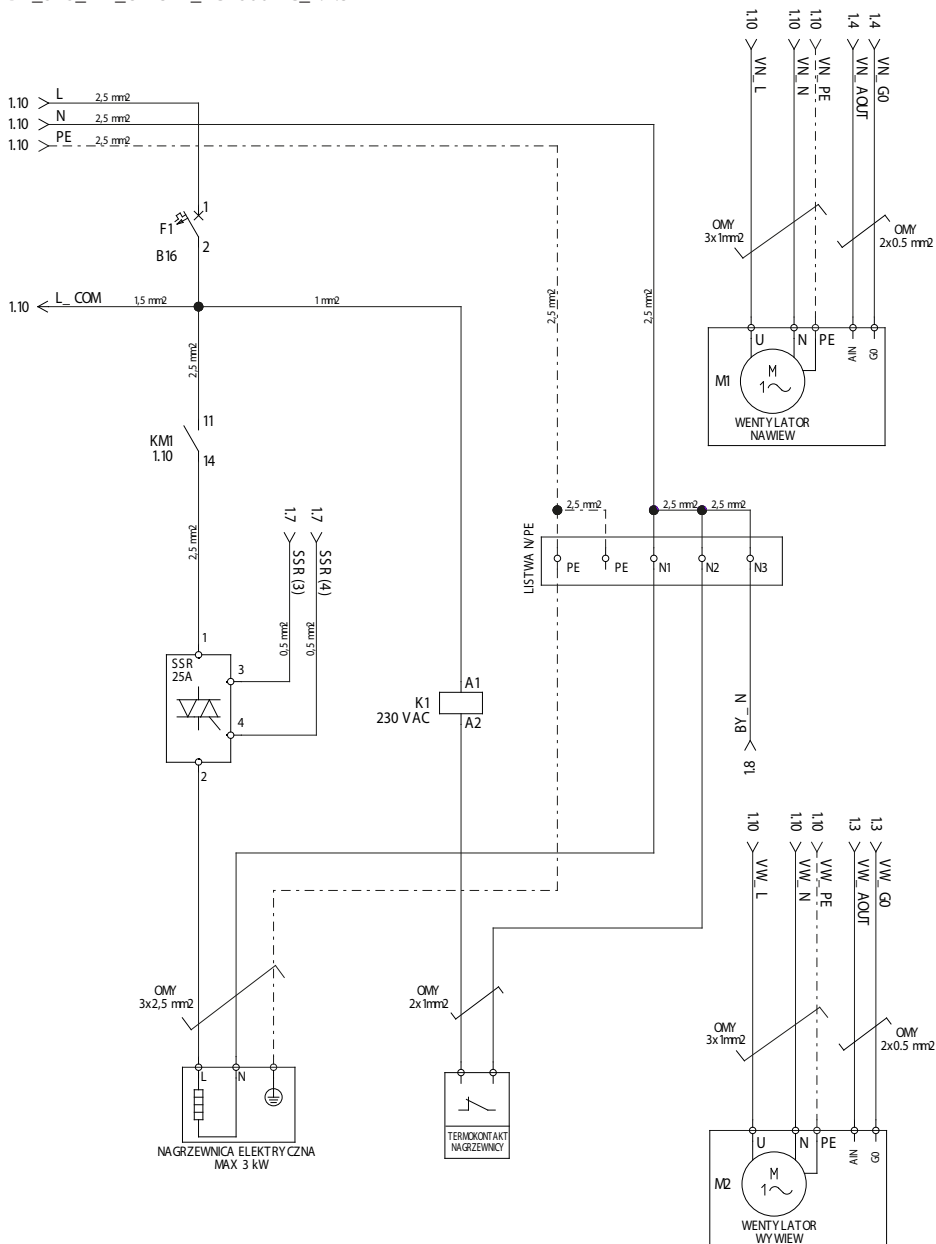 1.10 L 2,5 mm2
1.10 N 2,5 mm2
1.10 PE 2,5 mm2
F1
B16
1
2
1.10 L_ COM 1,5 mm2
1 mm2
2,5 mm2
KM1
1.10
11
14
2,5 mm2
1.7 SSR (3)
1.7 SSR (4)
0,5 mm2
0,5 mm2
1
SSR
25A
3
4
2
K1
230 VAC
A1
A2
2,5 mm2
2,5 mm2
2,5 mm2
2,5 mm2
2,5 mm2
LISTWA N/PE
PE
PE
N1
N2
N3
BY_N
1.8
OMY
3x2,5 mm2
L
N
NAGRZEWNICA ELEKTRYCZNA
MAX 3 kW
OMY
2x1mm2
TERMOKONTAKT
NAGRZEWNICY
1.10 VN_L
1.10 VN_N
1.10 VN_PE
1.4 VN_AOUT
1.4 VN_G0
OMY
3x1mm2
OMY
2x0.5 mm2
U
N
PE
AIN
G0
M1
M
1
WENTYLATOR
NAWIEW
1.10 VW_L
1.10 VW_N
1.10 VW_PE
1.3 VW_AOUT
1.3 VW_G0
OMY
3x1mm2
OMY
2x0.5 mm2
U
N
PE
AIN
G0
M2
M
1
WENTYLATOR
WYWIEW